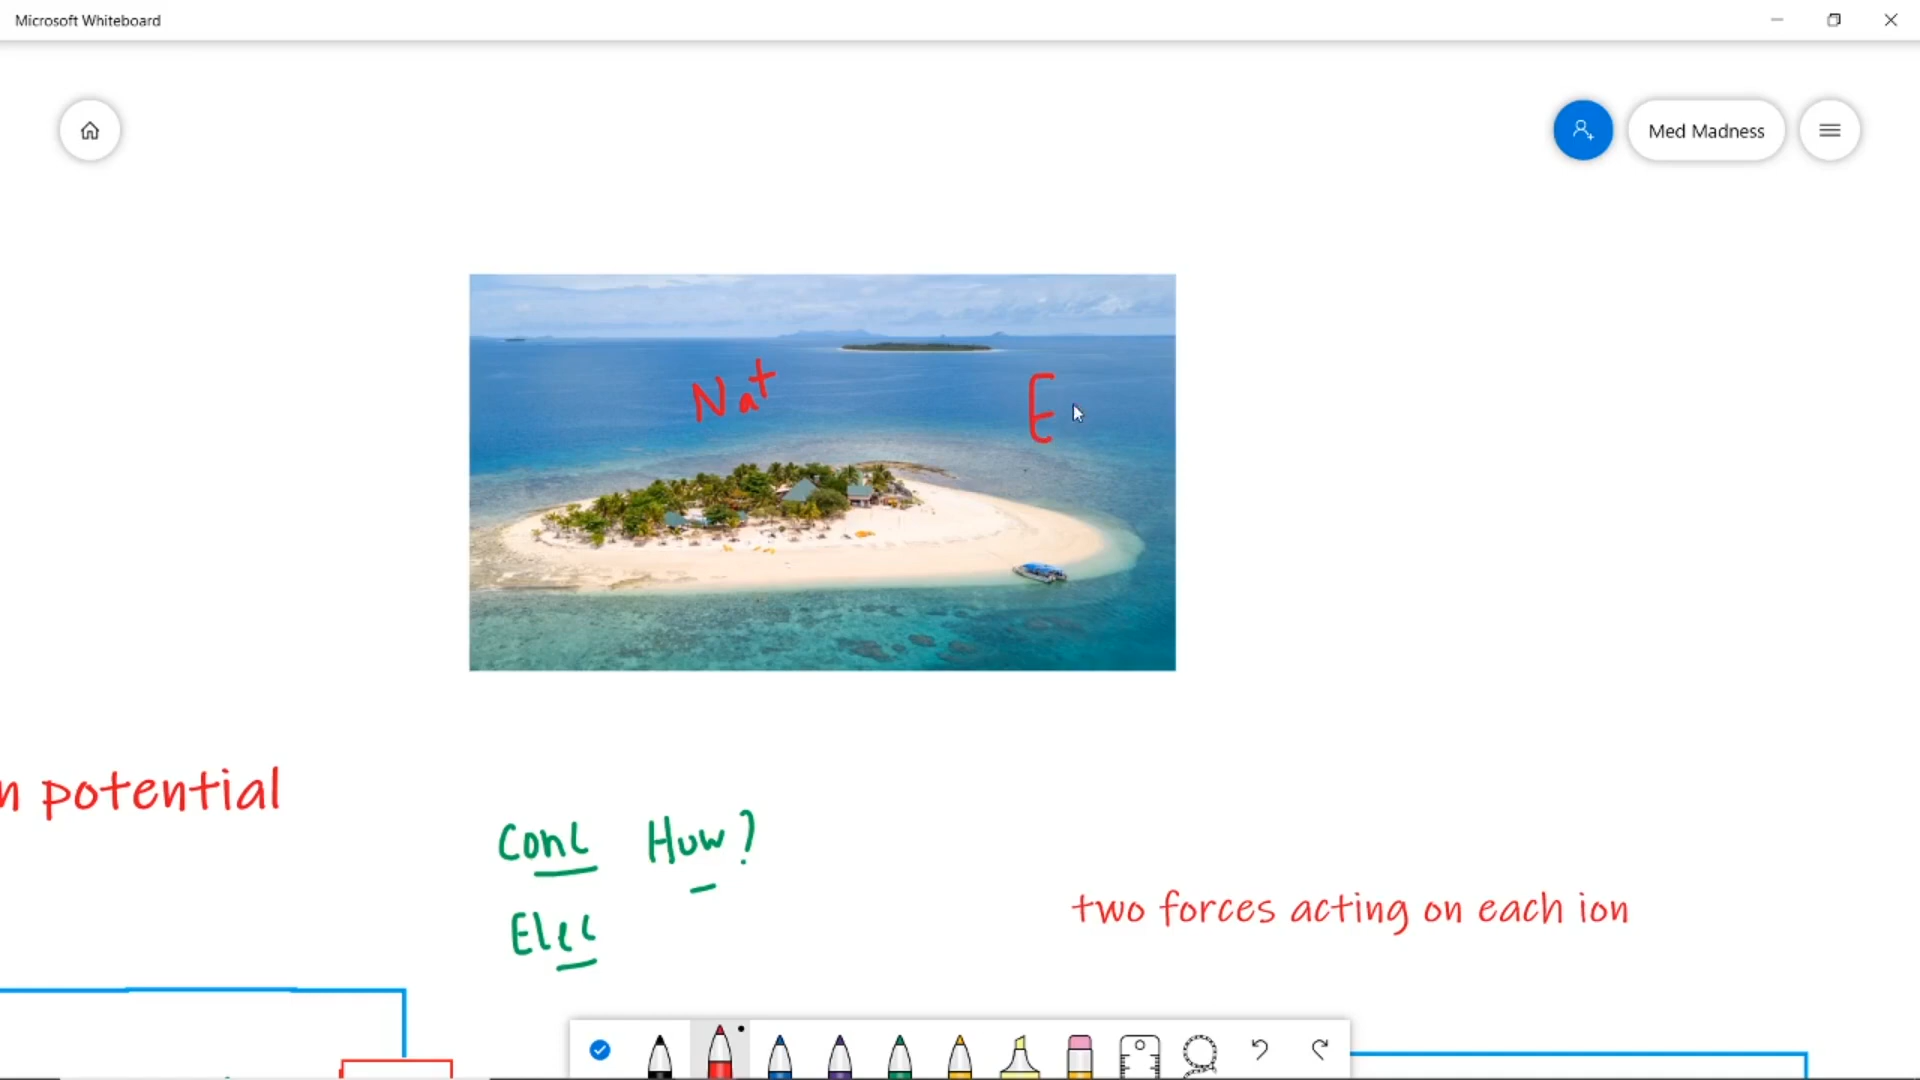 Microsoft Whiteboard
Med Madness
Na+
E
n potential
Conc How?
Elec
two forces acting on each ion